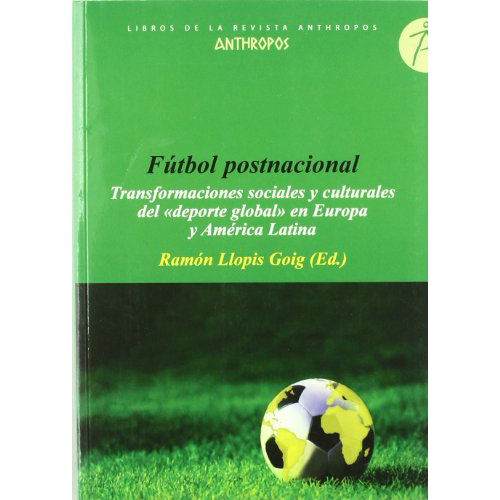 LIBROS DE LA REVISTA ANTHROPOS
ANTHROPOS
Fútbol postnacional
Transformaciones sociales y culturales
del «deporte global» en Europa
y América Latina
Ramón Llopis Goig (Ed.)